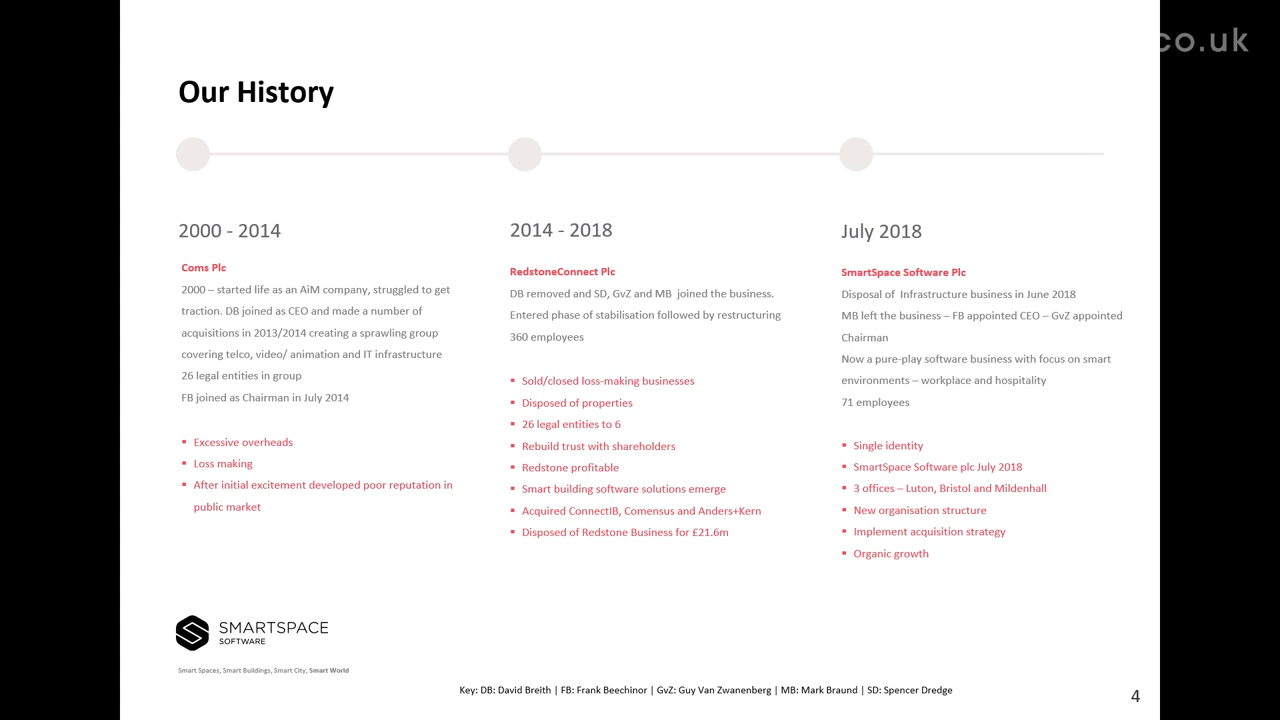 co.uk
Our History
2000 - 2014
Coms Plc
2000 – started life as an AiM company, struggled to get
traction. DB joined as CEO and made a number of
acquisitions in 2013/2014 creating a sprawling group
covering telco, video/ animation and IT infrastructure
26 legal entities in group
FB joined as Chairman in July 2014
▪ Excessive overheads
▪ Loss making
▪ After initial excitement developed poor reputation in
public market
2014 - 2018
RedstoneConnect Plc
DB removed and SD, GvZ and MB  joined the business.
Entered phase of stabilisation followed by restructuring
360 employees
▪ Sold/closed loss-making businesses
▪ Disposed of properties
▪ 26 legal entities to 6
▪ Rebuild trust with shareholders
▪ Redstone profitable
▪ Smart building software solutions emerge
▪ Acquired ConnectIB, Comensus and Anders+Kern
▪ Disposed of Redstone Business for £21.6m
July 2018
SmartSpace Software Plc
Disposal of  Infrastructure business in June 2018
MB left the business – FB appointed CEO – GvZ appointed
Chairman
Now a pure-play software business with focus on smart
environments – workplace and hospitality
71 employees
▪ Single identity
▪ SmartSpace Software plc July 2018
▪ 3 offices – Luton, Bristol and Mildenhall
▪ New organisation structure
▪ Implement acquisition strategy
▪ Organic growth
SMARTSPACE
SOFTWARE
Smart Spaces, Smart Buildings, Smart City, Smart World
Key: DB: David Breith | FB: Frank Beechinor | GvZ: Guy Van Zwanenberg | MB: Mark Braund | SD: Spencer Dredge
4